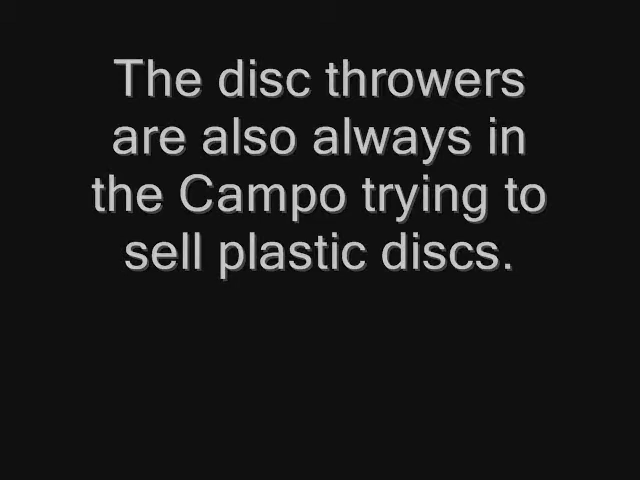 The disc throwers
are also always in
the Campo trying to
sell plastic discs.